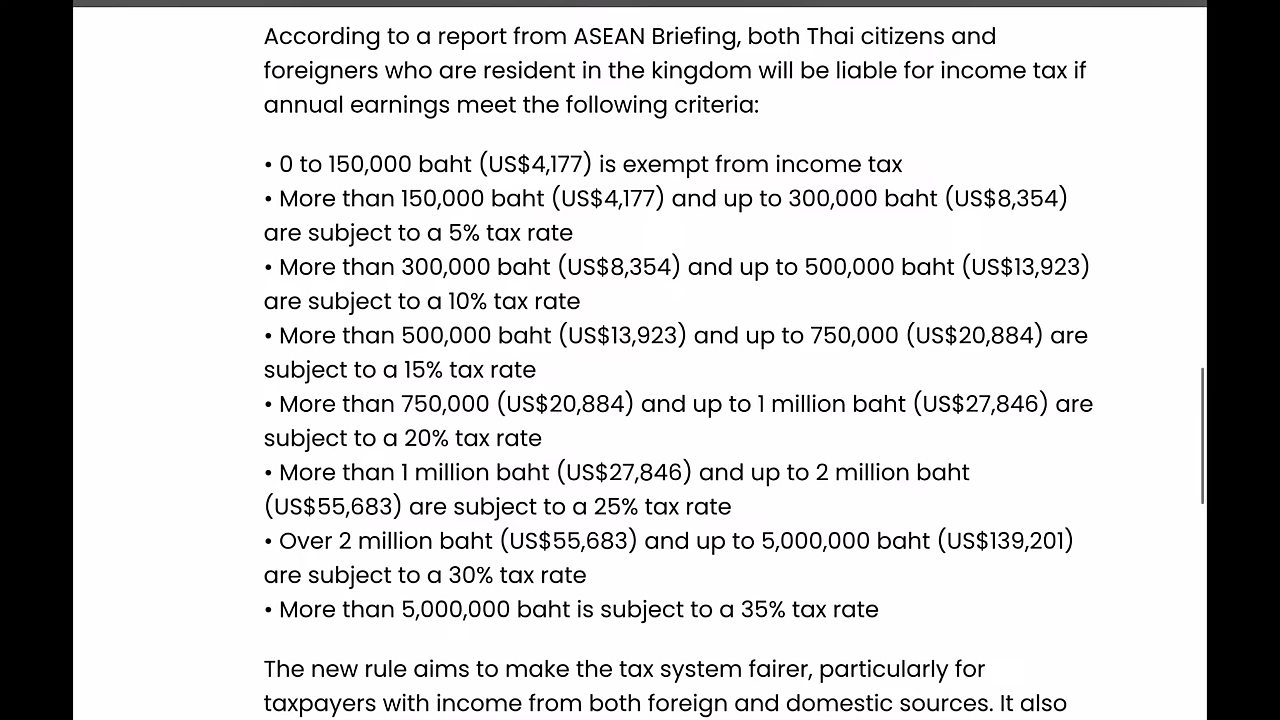 According to a report from ASEAN Briefing, both Thai citizens and
foreigners who are resident in the kingdom will be liable for income tax if
annual earnings meet the following criteria:
• 0 to 150,000 baht (US$4,177) is exempt from income tax
• More than 150,000 baht (US$4,177) and up to 300,000 baht (US$8,354)
are subject to a 5% tax rate
• More than 300,000 baht (US$8,354) and up to 500,000 baht (US$13,923)
are subject to a 10% tax rate
• More than 500,000 baht (US$13,923) and up to 750,000 (US$20,884) are
subject to a 15% tax rate
• More than 750,000 (US$20,884) and up to 1 million baht (US$27,846) are
subject to a 20% tax rate
• More than 1 million baht (US$27,846) and up to 2 million baht
(US$55,683) are subject to a 25% tax rate
• Over 2 million baht (US$55,683) and up to 5,000,000 baht (US$139,201)
are subject to a 30% tax rate
• More than 5,000,000 baht is subject to a 35% tax rate
The new rule aims to make the tax system fairer, particularly for
taxpayers with income from both foreign and domestic sources. It also